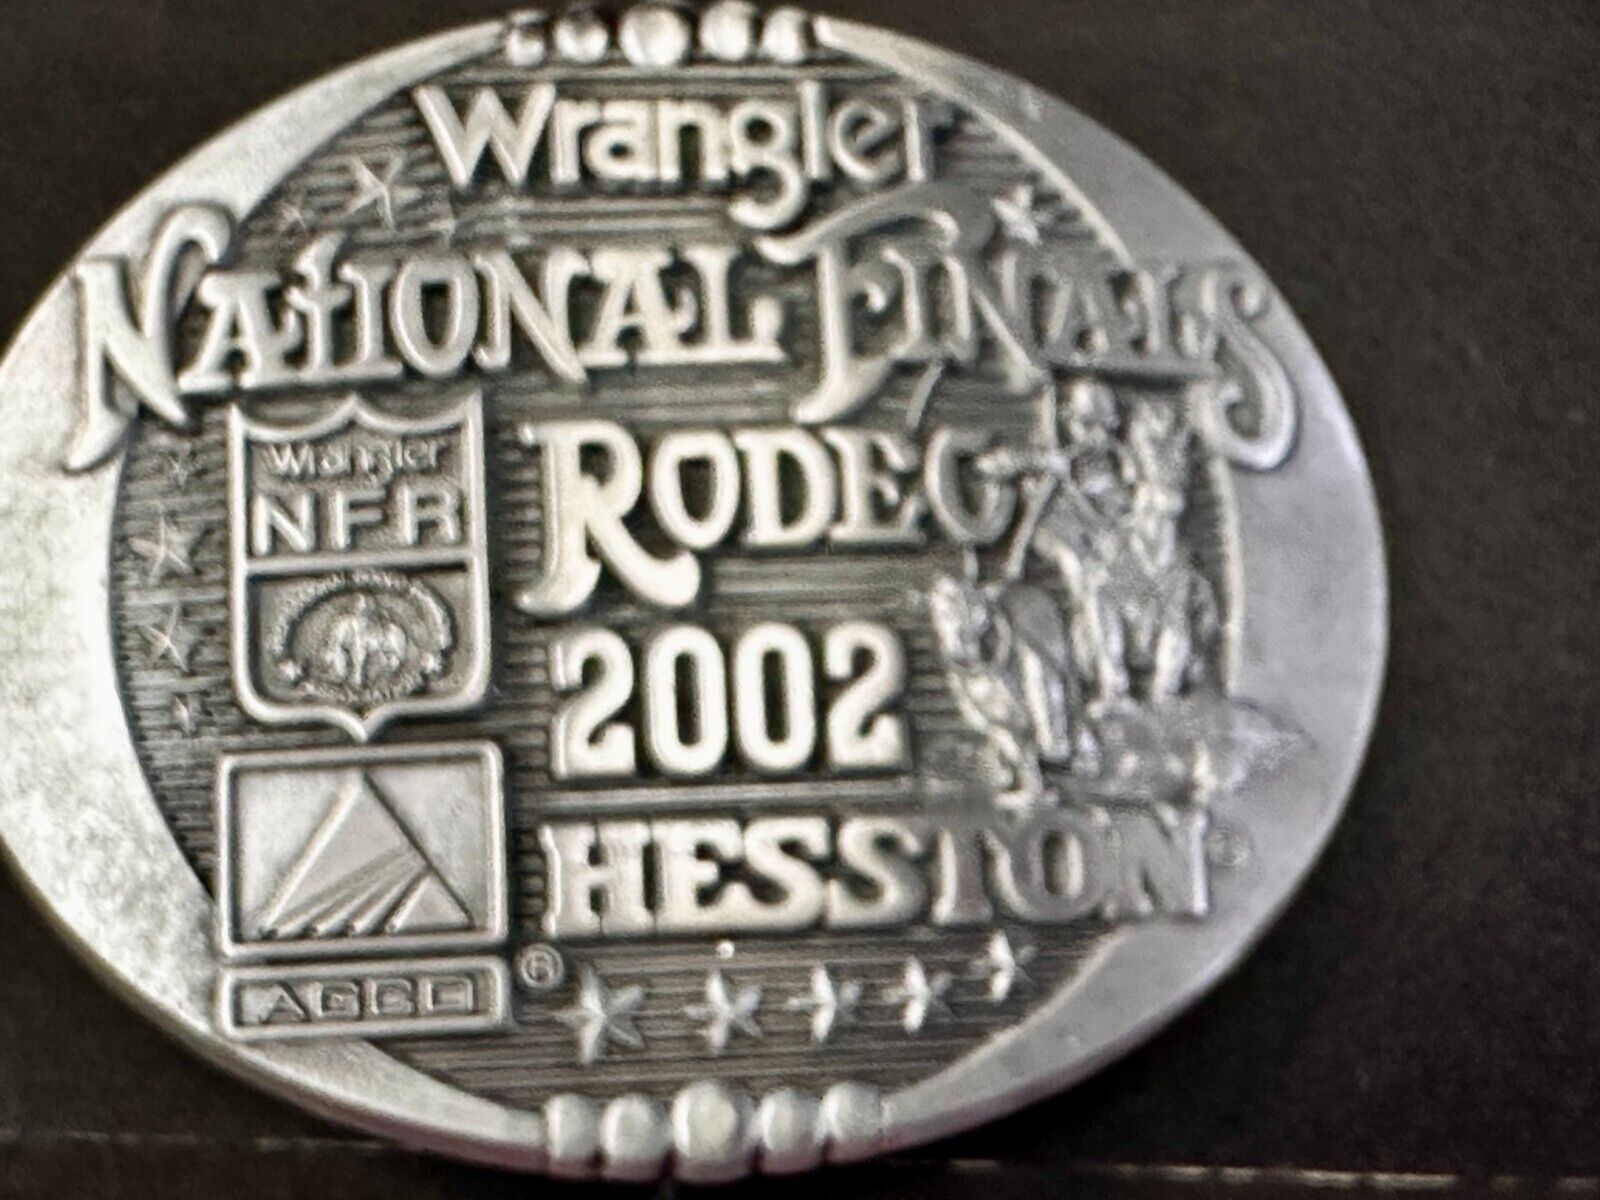 Wrangler
NATIONAL FINALS
Wrangler
NFR
RODEO
2002
HESSTON
AGCO ®